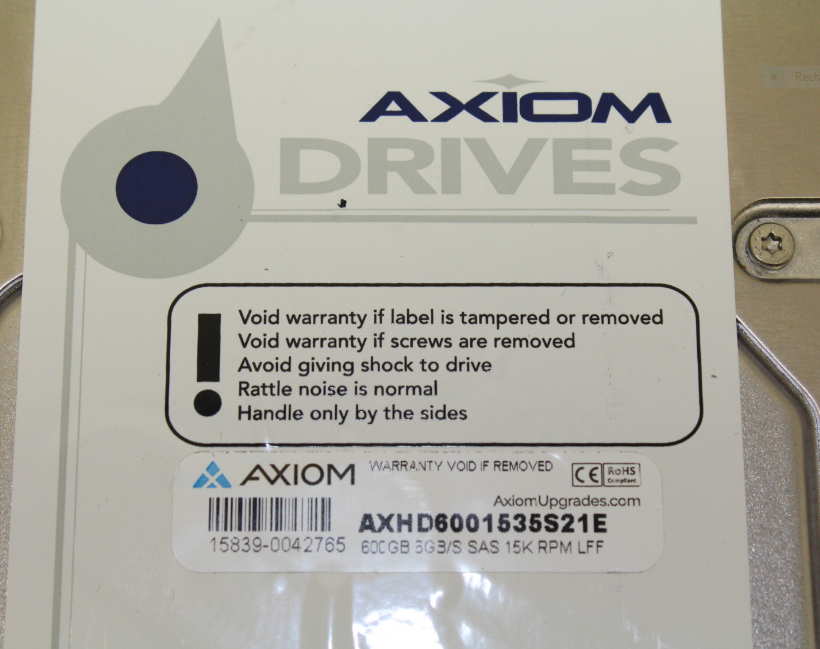 AXIOM
DRIVES
Void warranty if label is tampered or removed
Void warranty if screws are removed
Avoid giving shock to drive
Rattle noise is normal
Handle only by the sides
AXIOM
WARRANTY VOID IF REMOVED
CE
RoHS
Compliant
AxiomUpgrades.com
AXHD6001535S21E
15839-0042765
600GB 6GB/S SAS 15K RPM LFF